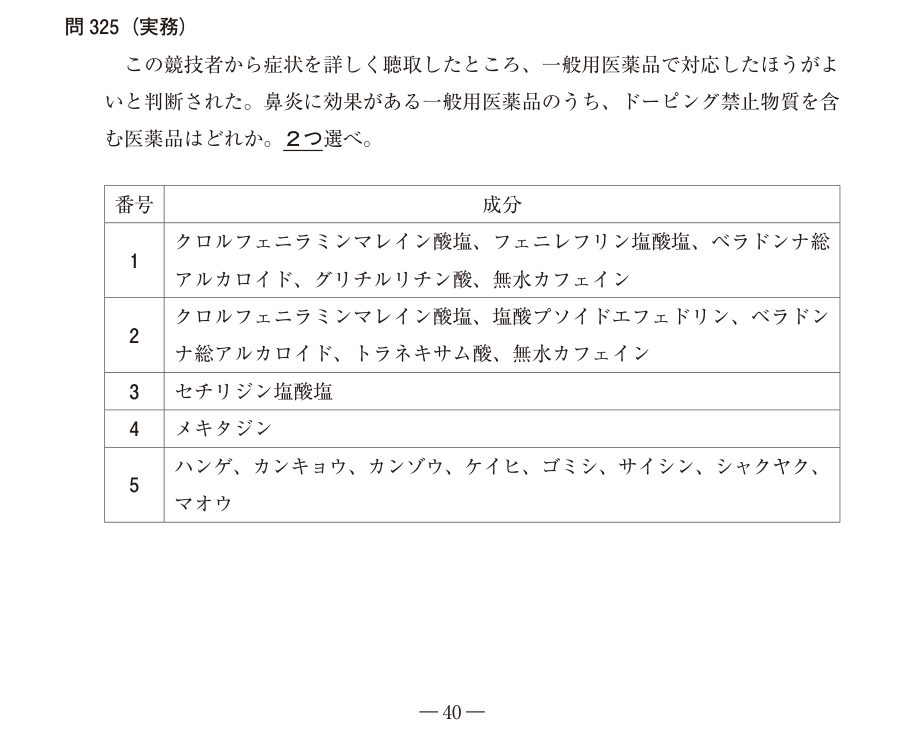 問 325（実務）
この競技者から症状を詳しく聴取したところ、一般用医薬品で対応したほうがよ
いと判断された。鼻炎に効果がある一般用医薬品のうち、ドーピング禁止物質を含
む医薬品はどれか。２つ選べ。
番号 成分
1 クロルフェニラミンマレイン酸塩、フェニレフリン塩酸塩、ベラドンナ総
アルカロイド、グリチルリチン酸、無水カフェイン
2 クロルフェニラミンマレイン酸塩、塩酸プソイドエフェドリン、ベラドン
ナ総アルカロイド、トラネキサム酸、無水カフェイン
3 セチリジン塩酸塩
4 メキタジン
5 ハンゲ、カンキョウ、カンゾウ、ケイヒ、ゴミシ、サイシン、シャクヤク、
マオウ
― 40 ―